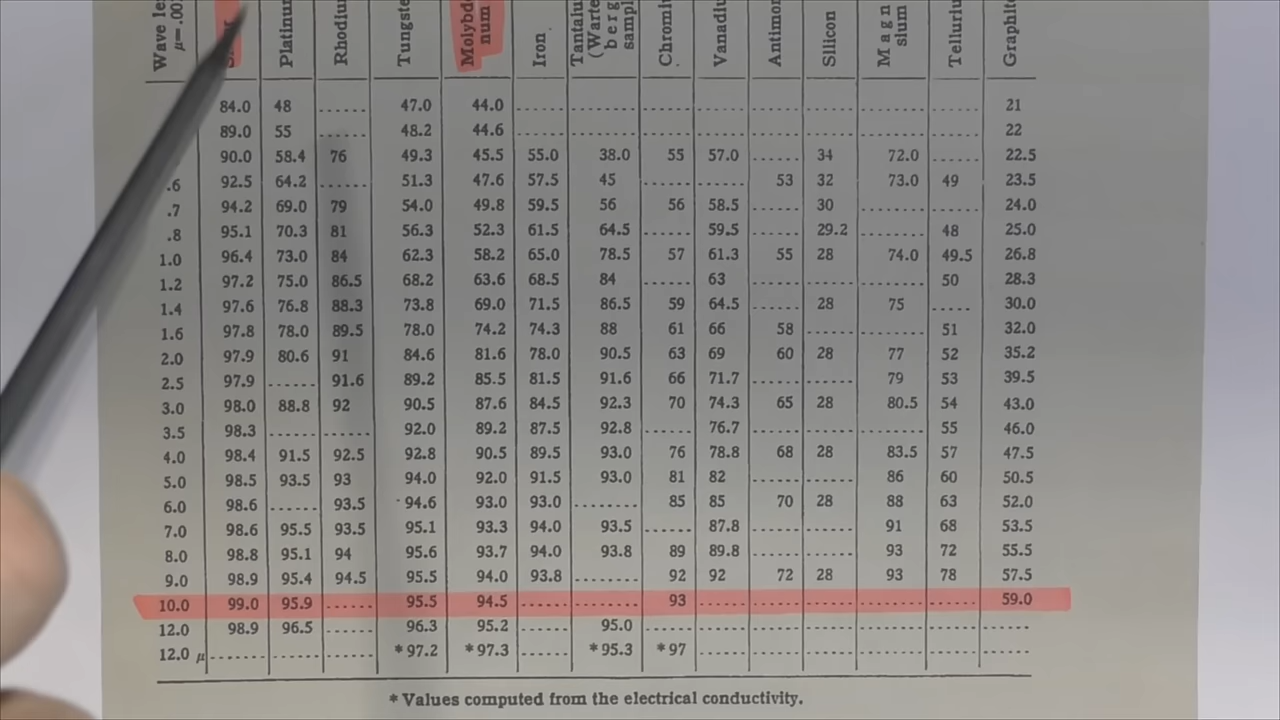 Wave le
μ=.00
Platinu
Rhodiu
Tungste
Molybd
num
Iron
Tantalu
(Warte
berg
sampl
Chromi
Vanadiu
Antimon
Silicon
Magn
sium
Telluriu
Graphite
84.0 48 ...... 47.0 44.0 ........ ........ ...... ........ ...... ...... ......... ...... 21
89.0 55 ...... 48.2 44.6 ........ ........ ...... ........ ...... ...... ......... ...... 22
90.0 58.4 76 49.3 45.5 55.0 38.0 55 57.0 ...... 34 72.0 ...... 22.5
.6 92.5 64.2 ...... 51.3 47.6 57.5 45 ...... ...... 53 32 73.0 49 23.5
.7 94.2 69.0 79 54.0 49.8 59.5 56 56 58.5 ...... 30 ......... ...... 24.0
.8 95.1 70.3 81 56.3 52.3 61.5 64.5 ...... 59.5 ...... 29.2 ....... 48 25.0
1.0 96.4 73.0 84 62.3 58.2 65.0 78.5 57 61.3 55 28 74.0 49.5 26.8
1.2 97.2 75.0 86.5 68.2 63.6 68.5 84 ...... 63 ...... ...... ......... 50 28.3
1.4 97.6 76.8 88.3 73.8 69.0 71.5 86.5 59 64.5 ...... 28 75 ..... 30.0
1.6 97.8 78.0 89.5 78.0 74.2 74.3 88 61 66 58 ...... ........ 51 32.0
2.0 97.9 80.6 91 84.6 81.6 78.0 90.5 63 69 60 28 77 52 35.2
2.5 97.9 ...... 91.6 89.2 85.5 81.5 91.6 66 71.7 ...... ...... 79 53 39.5
3.0 98.0 88.8 92 90.5 87.6 84.5 92.3 70 74.3 65 28 80.5 54 43.0
3.5 98.3 ...... ...... 92.0 89.2 87.5 92.8 ...... 76.7 ...... ...... ......... 55 46.0
4.0 98.4 91.5 92.5 92.8 90.5 89.5 93.0 76 78.8 68 28 83.5 57 47.5
5.0 98.5 93.5 93 94.0 92.0 91.5 93.0 81 82 ...... ...... 86 60 50.5
6.0 98.6 ...... 93.5 94.6 93.0 93.0 ........ 85 85 70 28 88 63 52.0
7.0 98.6 95.5 93.5 95.1 93.3 94.0 93.5 ...... 87.8 ...... ...... 91 68 53.5
8.0 98.8 95.1 94 95.6 93.7 94.0 93.8 89 89.8 ...... ...... 93 72 55.5
9.0 98.9 95.4 94.5 95.5 94.0 93.8 ........ 92 92 72 28 93 78 57.5
10.0 99.0 95.9 ...... 95.5 94.5 ...... ........ 93 ........ ...... ...... ......... ...... 59.0
12.0 98.9 96.5 ...... 96.3 95.2 ...... 95.0 ...... ........ ...... ...... ......... ...... ......
12.0 μ ........ ...... ...... *97.2 *97.3 ...... *95.3 *97 ........ ...... ...... ......... ...... ......
* Values computed from the electrical conductivity.